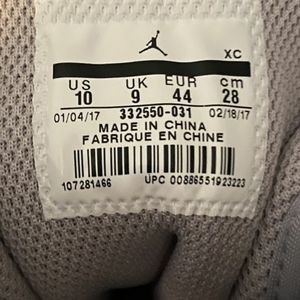 XC
US UK EUR cm
10 9 44 28
01/04/17 332550-031 02/18/17
MADE IN CHINA
FABRIQUE EN CHINE
107281466 UPC 00886551923223